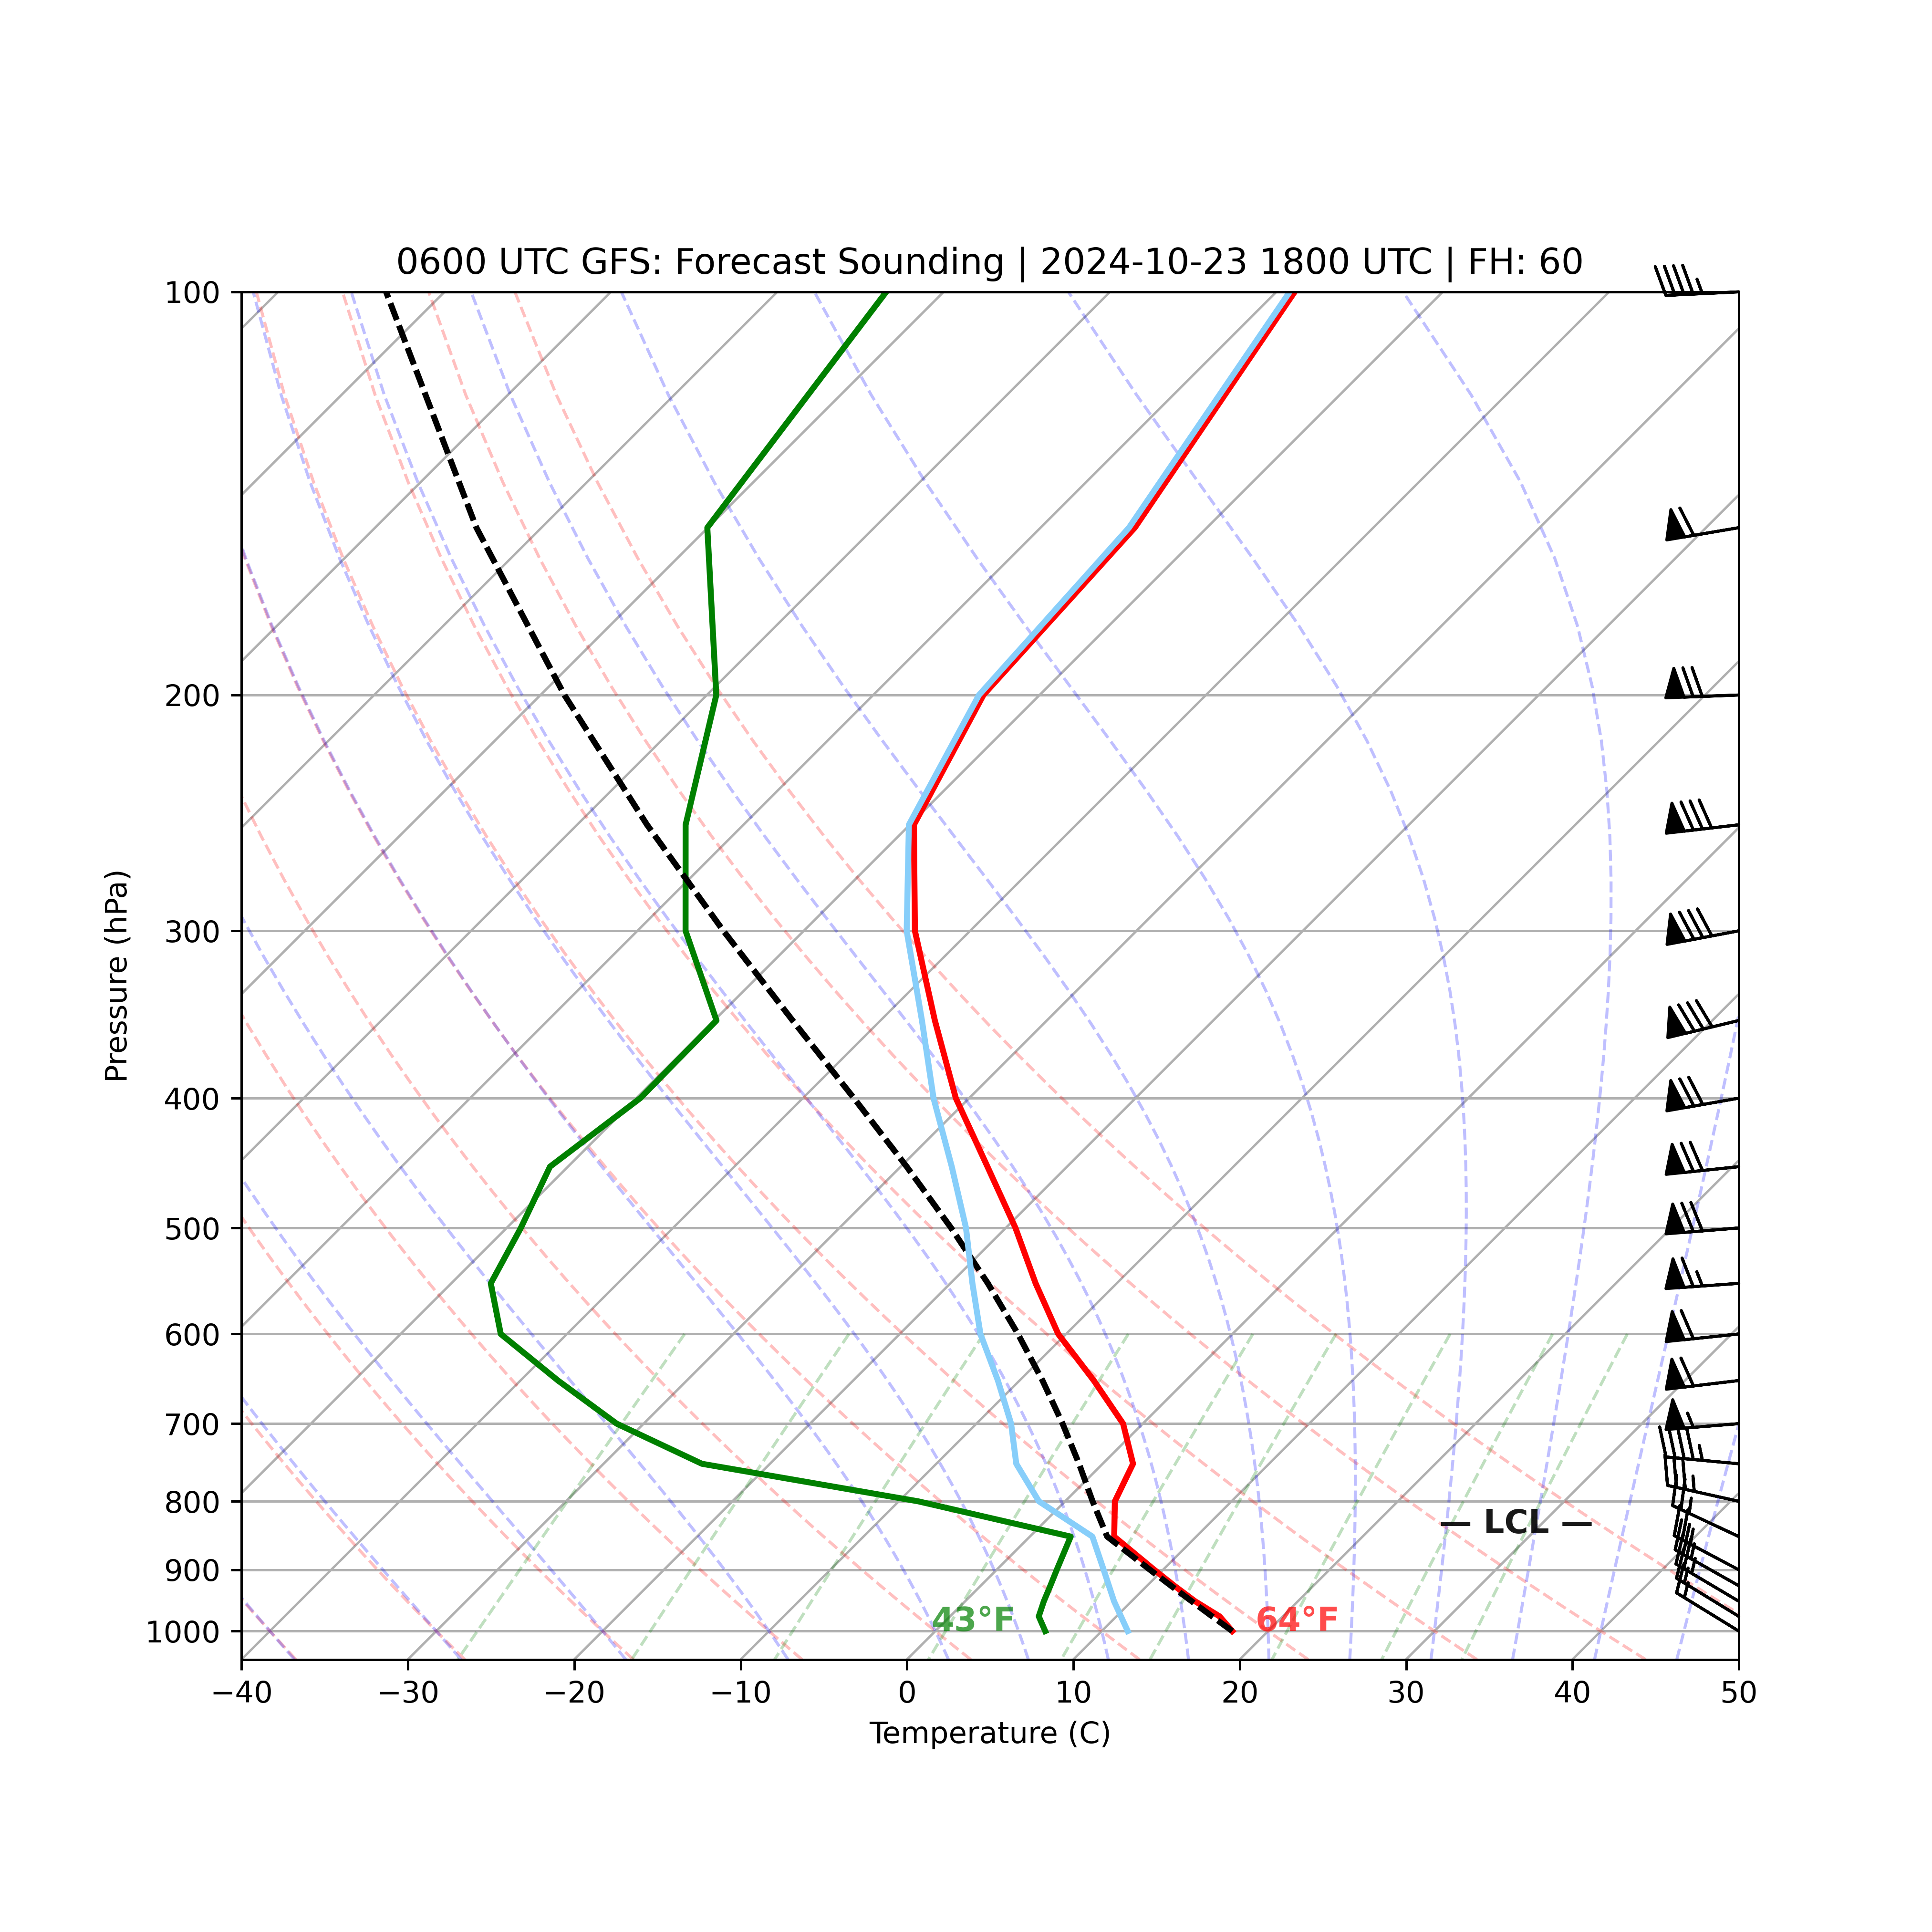 0600 UTC GFS: Forecast Sounding | 2024-10-23 1800 UTC | FH: 60
100
200
300
400
500
600
700
800
900
1000
Pressure (hPa)
— LCL —
43°F
64°F
−40 −30 −20 −10 0 10 20 30 40 50
Temperature (C)